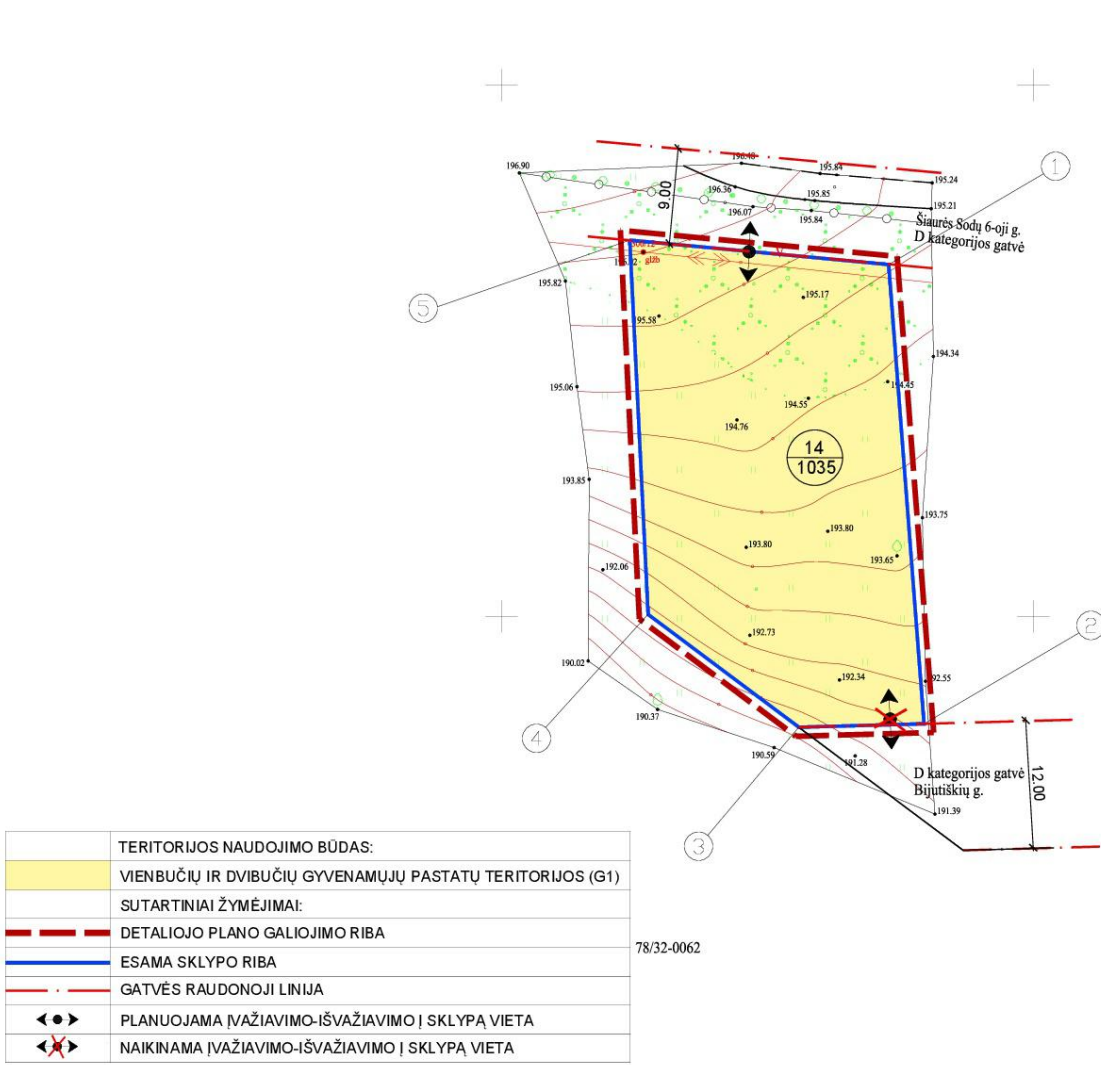 196.90
196.48
195.84
195.24
1
9.00
196.36
195.85
195.21
196.07
195.84
Šiaurės Sodų 6-oji g.
D kategorijos gatvė
glžb
V
195.82
195.17
5
195.58
194.34
195.06
194.45
194.55
194.76
14
1035
193.85
193.75
193.80
193.80
193.65
192.06
2
192.73
190.02
192.34
192.55
190.37
4
190.59
191.28
D kategorijos gatvė
Bijutiškių g.
12.00
191.39
3
TERITORIJOS NAUDOJIMO BŪDAS:
VIENBUČIŲ IR DVIBUČIŲ GYVENAMŲJŲ PASTATŲ TERITORIJOS (G1)
SUTARTINIAI ŽYMĖJIMAI:
DETALIOJO PLANO GALIOJIMO RIBA
78/32-0062
ESAMA SKLYPO RIBA
GATVĖS RAUDONOJI LINIJA
PLANUOJAMA ĮVAŽIAVIMO-IŠVAŽIAVIMO Į SKLYPĄ VIETA
NAIKINAMA ĮVAŽIAVIMO-IŠVAŽIAVIMO Į SKLYPĄ VIETA